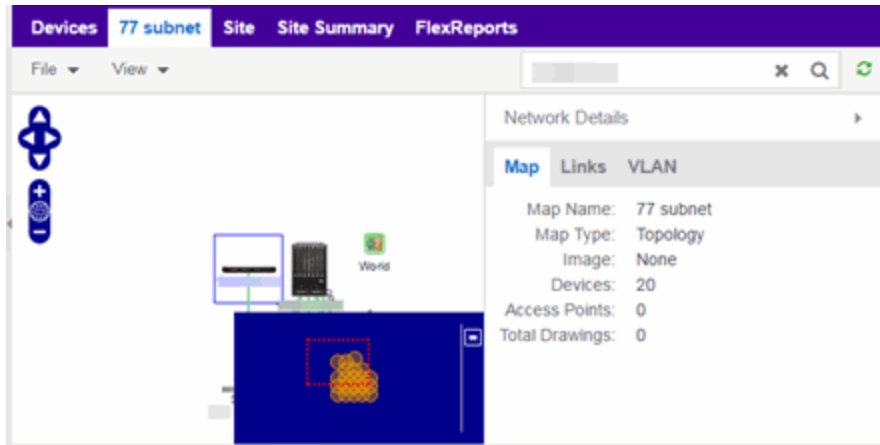 Devices 77 subnet Site Site Summary FlexReports
File View
Network Details
Map Links VLAN
Map Name: 77 subnet
Map Type: Topology
Image: None
Devices: 20
Access Points: 0
Total Drawings: 0
World